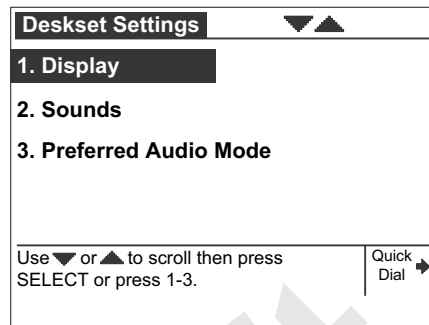 Deskset Settings
1. Display
2. Sounds
3. Preferred Audio Mode
Use ▼ or ▲ to scroll then press
SELECT or press 1-3.
Quick
Dial